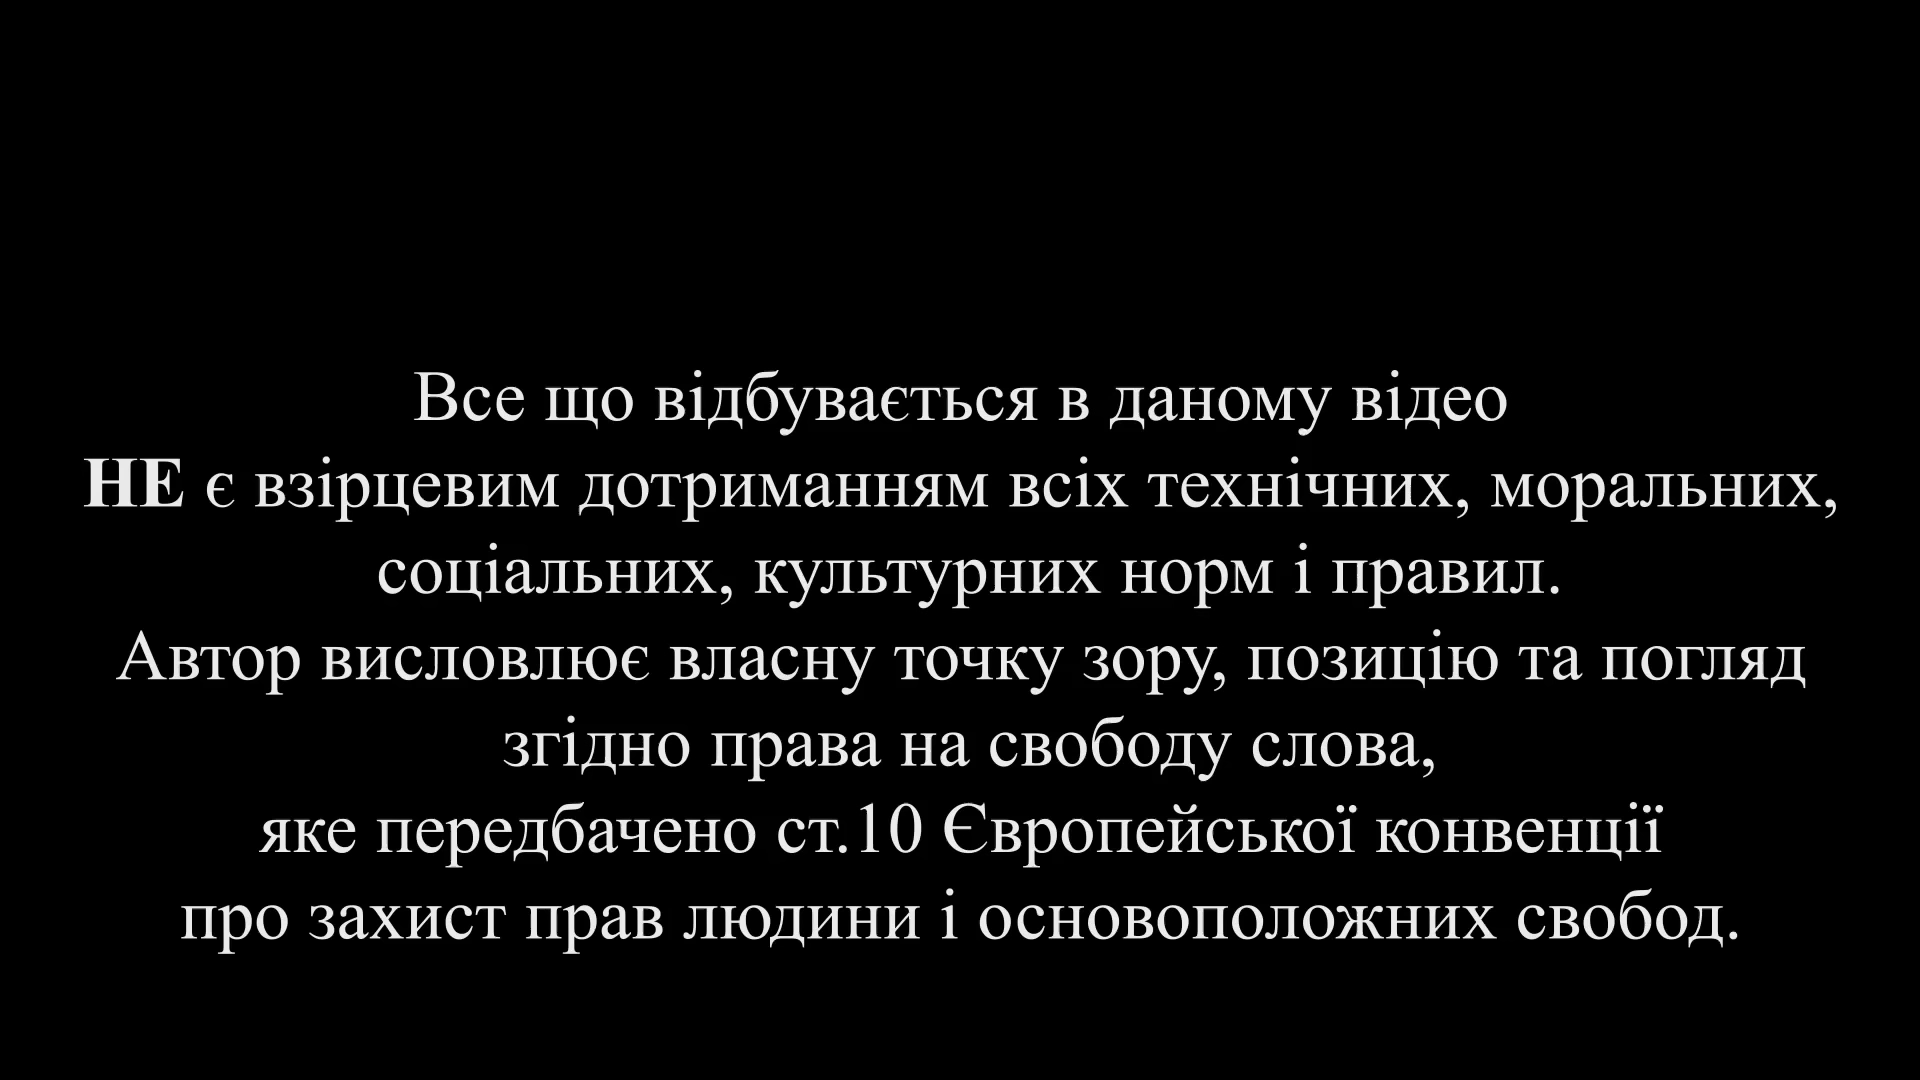 Все що відбувається в даному відео
НЕ є взірцевим дотриманням всіх технічних, моральних,
соціальних, культурних норм і правил.
Автор висловлює власну точку зору, позицію та погляд
згідно права на свободу слова,
яке передбачено ст.10 Європейської конвенції
про захист прав людини і основоположних свобод.